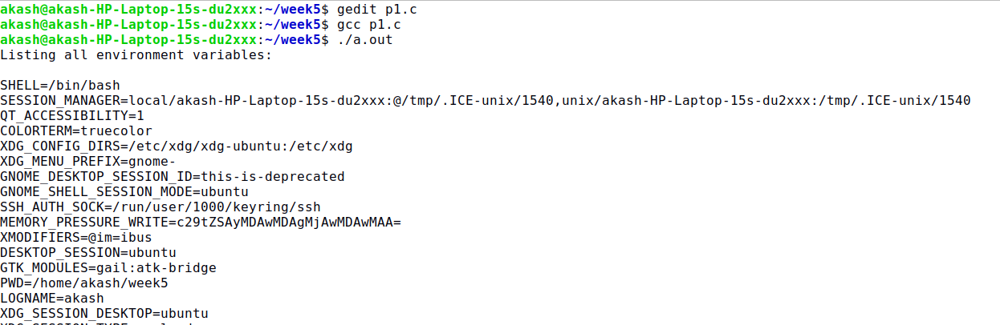 akash@akash-HP-Laptop-15s-du2xxx:~/week5$ gedit p1.c
akash@akash-HP-Laptop-15s-du2xxx:~/week5$ gcc p1.c
akash@akash-HP-Laptop-15s-du2xxx:~/week5$ ./a.out
Listing all environment variables:
SHELL=/bin/bash
SESSION_MANAGER=local/akash-HP-Laptop-15s-du2xxx:@/tmp/.ICE-unix/1540,unix/akash-HP-Laptop-15s-du2xxx:/tmp/.ICE-unix/1540
QT_ACCESSIBILITY=1
COLORTERM=truecolor
XDG_CONFIG_DIRS=/etc/xdg/xdg-ubuntu:/etc/xdg
XDG_MENU_PREFIX=gnome-
GNOME_DESKTOP_SESSION_ID=this-is-deprecated
GNOME_SHELL_SESSION_MODE=ubuntu
SSH_AUTH_SOCK=/run/user/1000/keyring/ssh
MEMORY_PRESSURE_WRITE=c29tZSAyMDAwMDAgMjAwMDAwMAA=
XMODIFIERS=@im=ibus
DESKTOP_SESSION=ubuntu
GTK_MODULES=gail:atk-bridge
PWD=/home/akash/week5
LOGNAME=akash
XDG_SESSION_DESKTOP=ubuntu